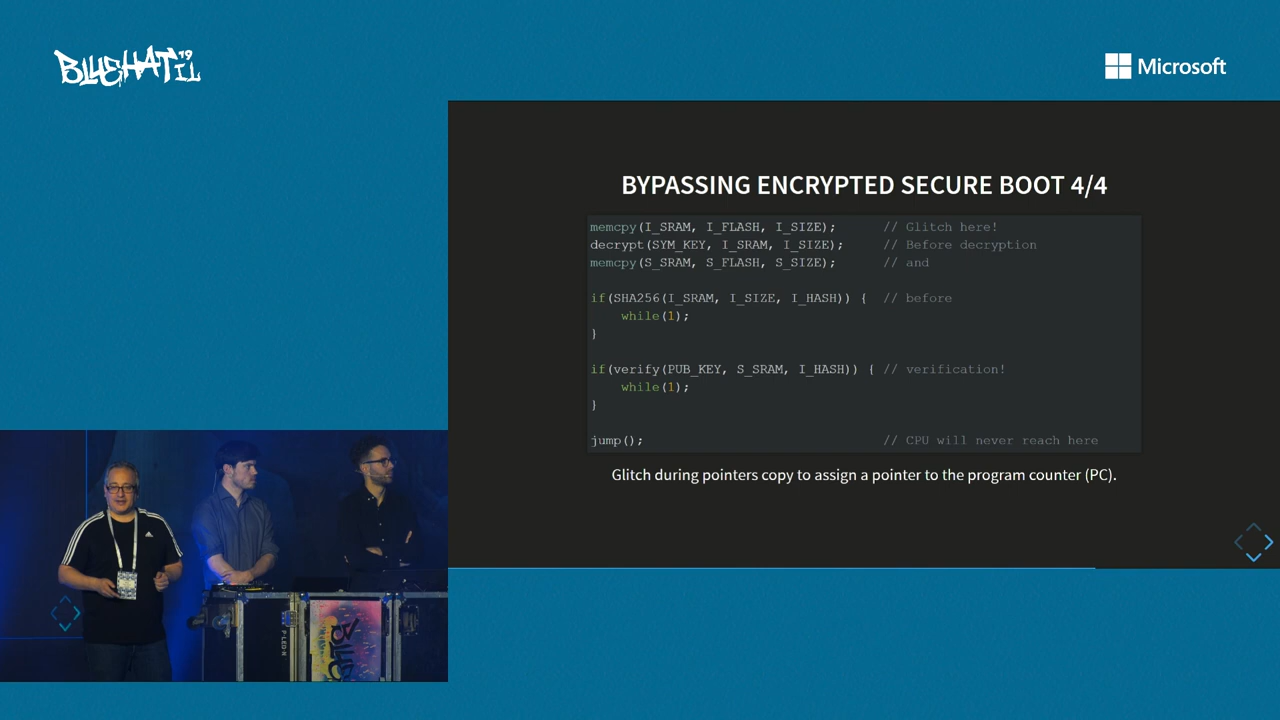 BLUEHAT
19
IL
Microsoft
BYPASSING ENCRYPTED SECURE BOOT 4/4
memcpy(I_SRAM, I_FLASH, I_SIZE); // Glitch here!
decrypt(SYM_KEY, I_SRAM, I_SIZE); // Before decryption
memcpy(S_SRAM, S_FLASH, S_SIZE); // and
if(SHA256(I_SRAM, I_SIZE, I_HASH)) { // before
while(1);
}
if(verify(PUB_KEY, S_SRAM, I_HASH)) { // verification!
while(1);
}
jump(); // CPU will never reach here
Glitch during pointers copy to assign a pointer to the program counter (PC).
P-LED-N